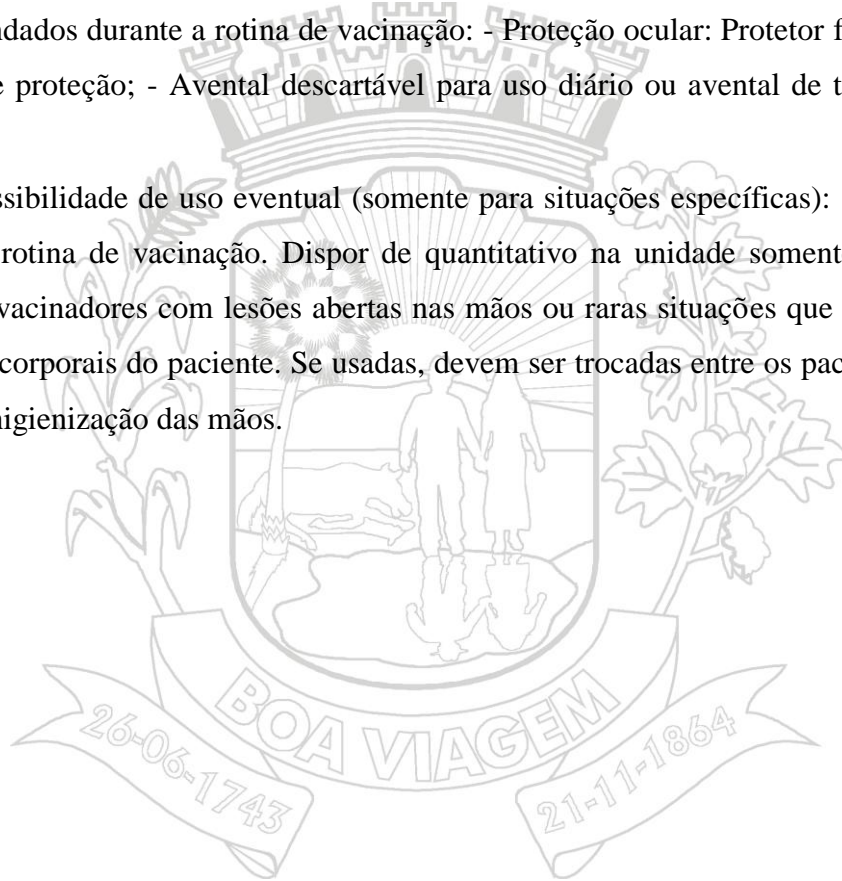 ndados durante a rotina de vacinação: - Proteção ocular: Protetor f
e proteção; - Avental descartável para uso diário ou avental de t
ssibilidade de uso eventual (somente para situações específicas):
rotina de vacinação. Dispor de quantitativo na unidade soment
vacinadores com lesões abertas nas mãos ou raras situações que
corporais do paciente. Se usadas, devem ser trocadas entre os pac
higienização das mãos.
BOA VIAGEM
26-06-1743
21-11-1864